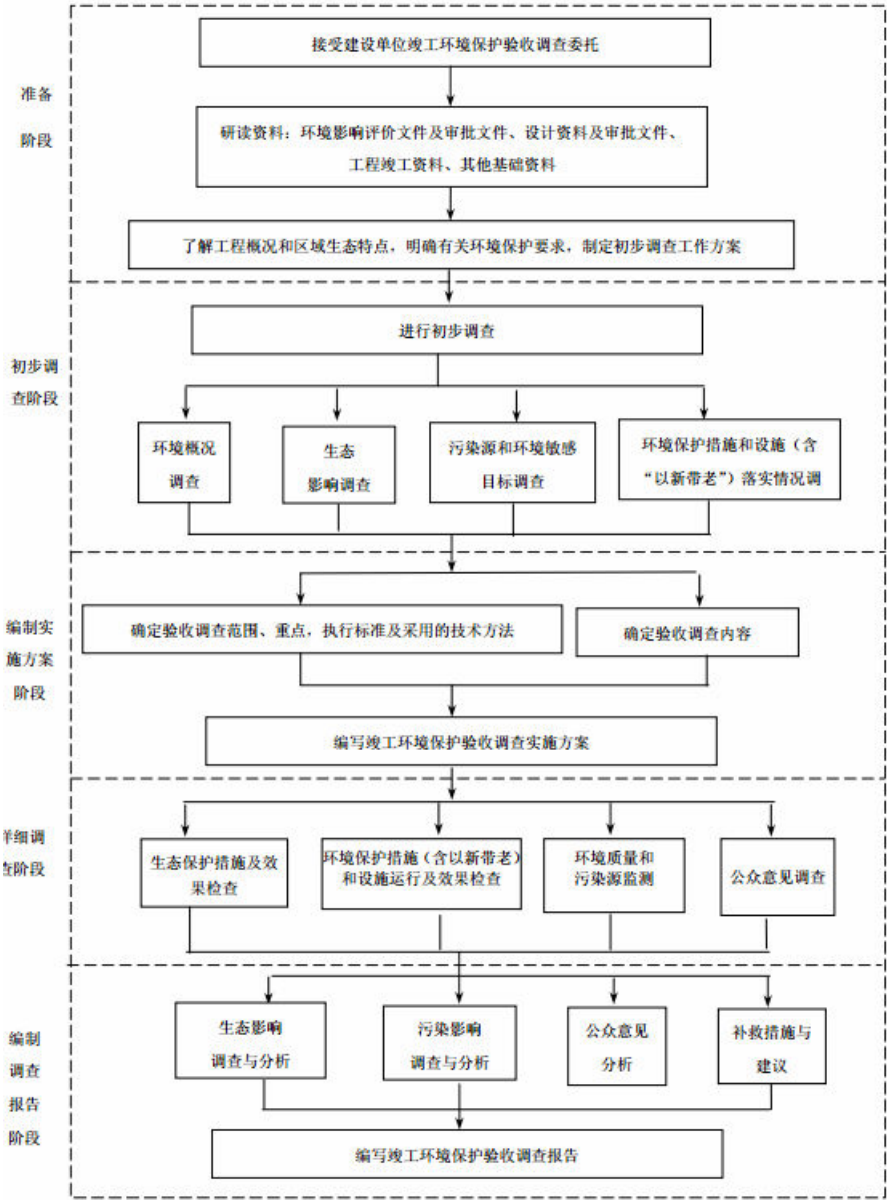 接受建设单位竣工环境保护验收调查委托
准备
阶段
研读资料：环境影响评价文件及审批文件、设计资料及审批文件、
工程竣工资料、其他基础资料
了解工程概况和区域生态特点，明确有关环境保护要求，制定初步调查工作方案
进行初步调查
初步调
查阶段
环境概况
调查
生态
影响调查
污染源和环境敏感
目标调查
环境保护措施和设施（含
“以新带老”）落实情况调
编制实
施方案
阶段
确定验收调查范围、重点，执行标准及采用的技术方法
确定验收调查内容
编写竣工环境保护验收调查实施方案
详细调
查阶段
生态保护措施及效
果检查
环境保护措施（含以新带老）
和设施运行及效果检查
环境质量和
污染源监测
公众意见调查
编制
调查
报告
阶段
生态影响
调查与分析
污染影响
调查与分析
公众意见
分析
补救措施与
建议
编写竣工环境保护验收调查报告